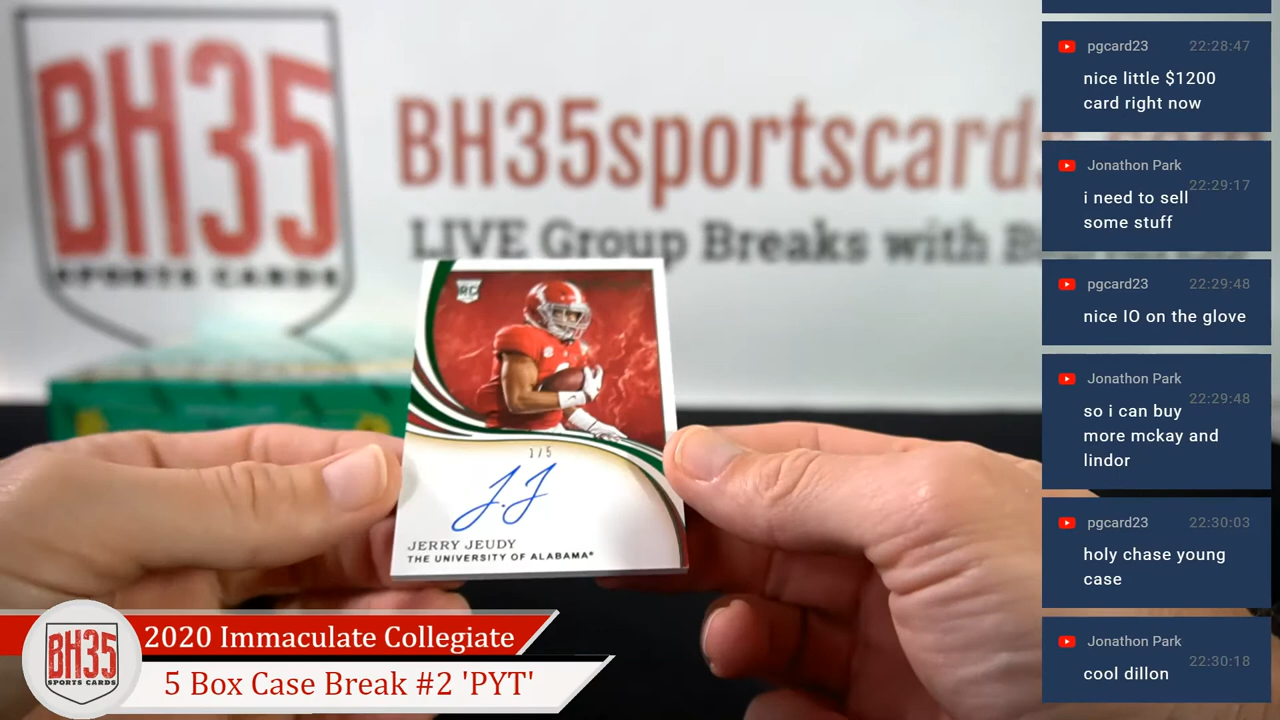 BH35
SPORTS CARDS
BH35sportscards.com
LIVE Group Breaks with
RC
1/5
J.J
JERRY JEUDY
THE UNIVERSITY OF ALABAMA
BH35
SPORTS CARDS
2020 Immaculate Collegiate
5 Box Case Break #2 'PYT'
pgcard23 22:28:47
nice little $1200
card right now
Jonathon Park
22:29:17
i need to sell
some stuff
pgcard23 22:29:48
nice IO on the glove
Jonathon Park
22:29:48
so i can buy
more mckay and
lindor
pgcard23 22:30:03
holy chase young
case
Jonathon Park
22:30:18
cool dillon